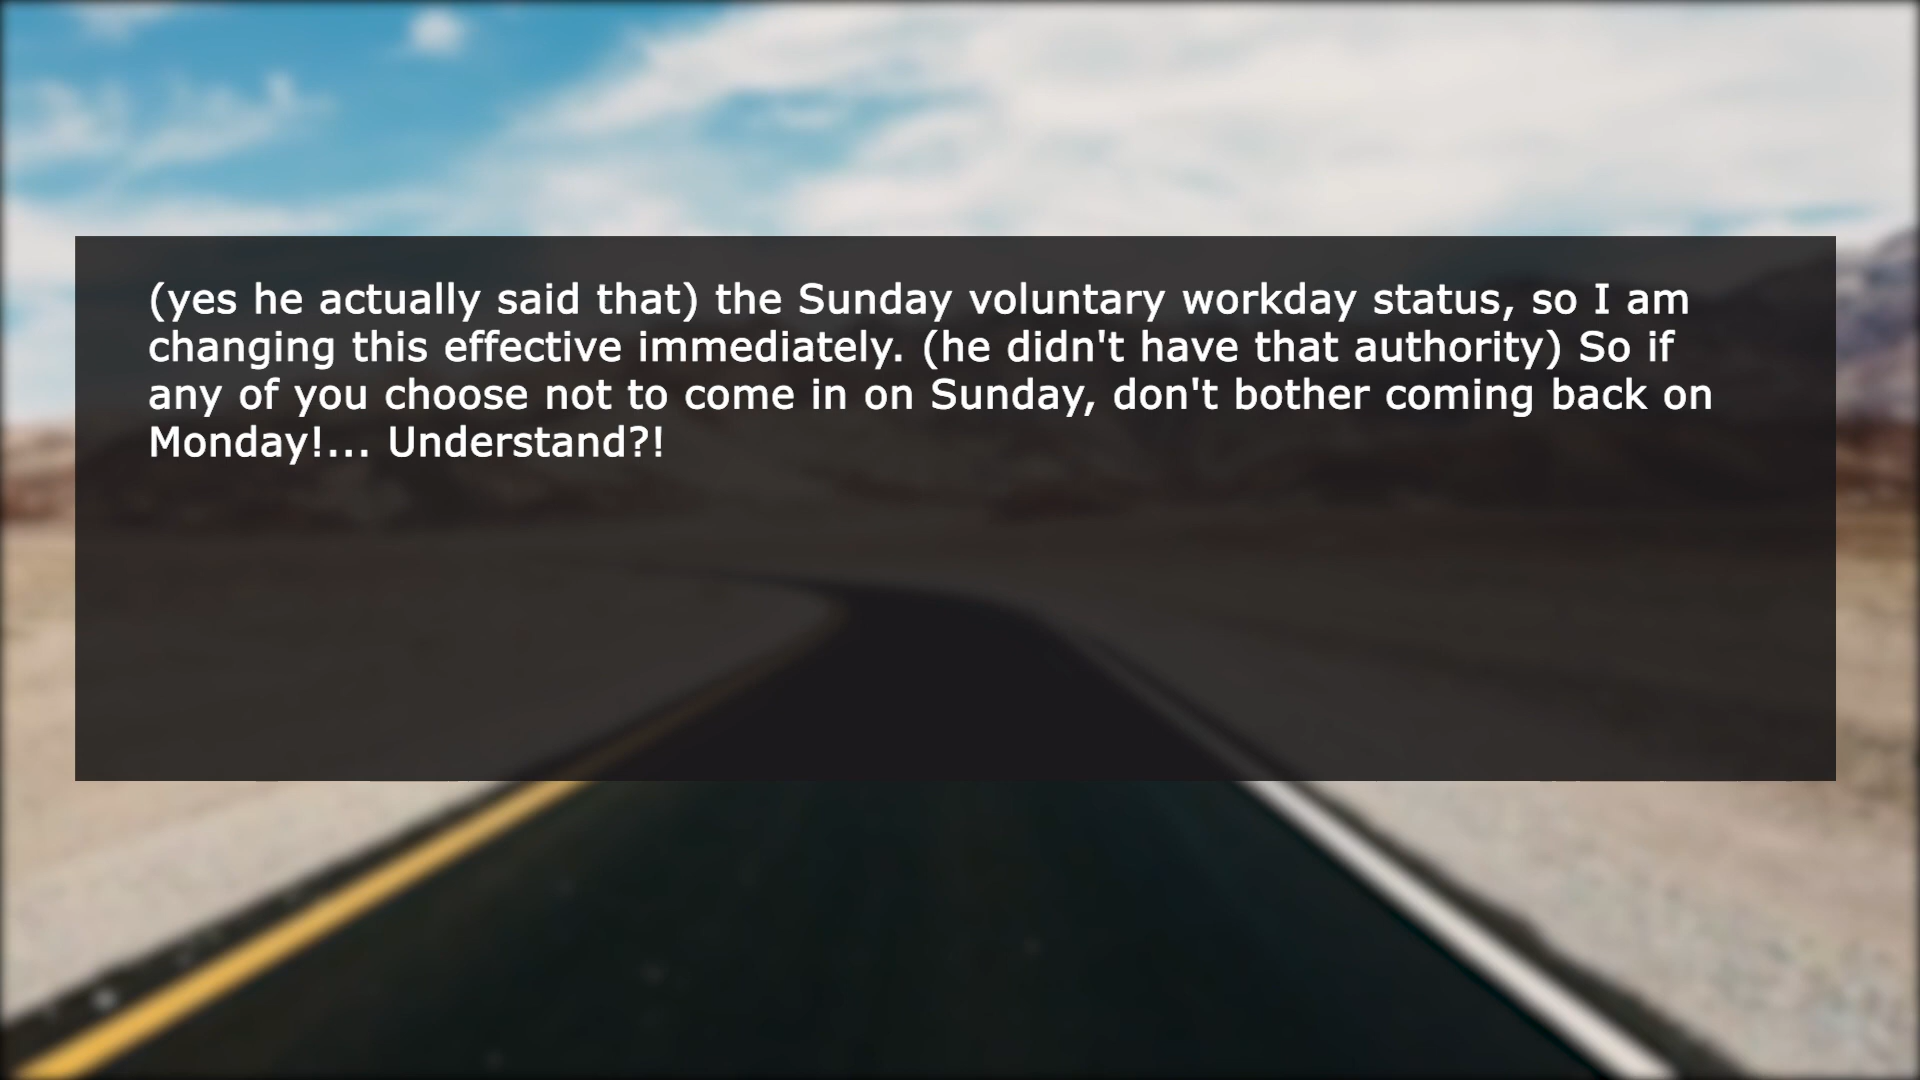 (yes he actually said that) the Sunday voluntary workday status, so I am
changing this effective immediately. (he didn't have that authority) So if
any of you choose not to come in on Sunday, don't bother coming back on
Monday!... Understand?!